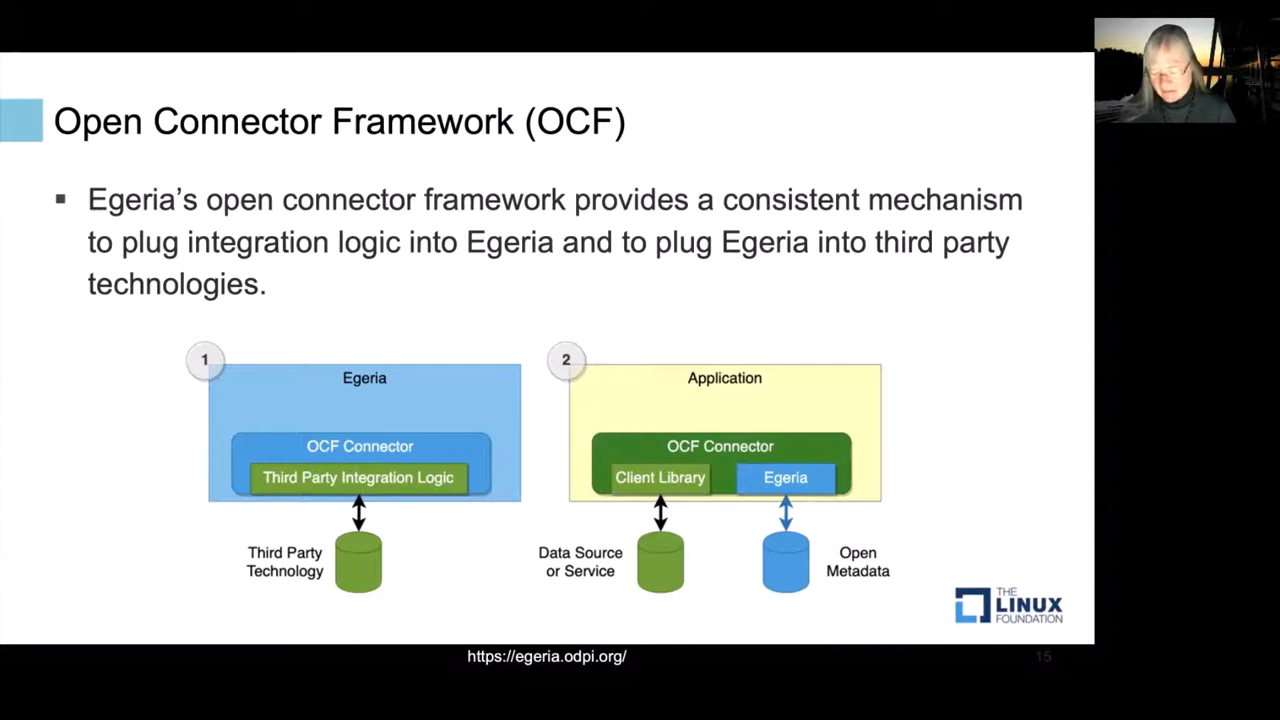 Open Connector Framework (OCF)
▪ Egeria’s open connector framework provides a consistent mechanism
to plug integration logic into Egeria and to plug Egeria into third party
technologies.
1
Egeria
OCF Connector
Third Party Integration Logic
Third Party
Technology
2
Application
OCF Connector
Client Library
Egeria
Data Source
or Service
Open
Metadata
THE
LINUX
FOUNDATION
https://egeria.odpi.org/
15